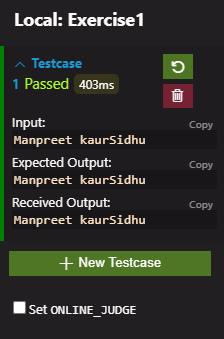 Local: Exercise1
Testcase
1 Passed 403ms
Input:
Copy
Manpreet kaurSidhu
Expected Output:
Copy
Manpreet kaurSidhu
Received Output:
Copy
Manpreet kaurSidhu
+ New Testcase
Set ONLINE_JUDGE